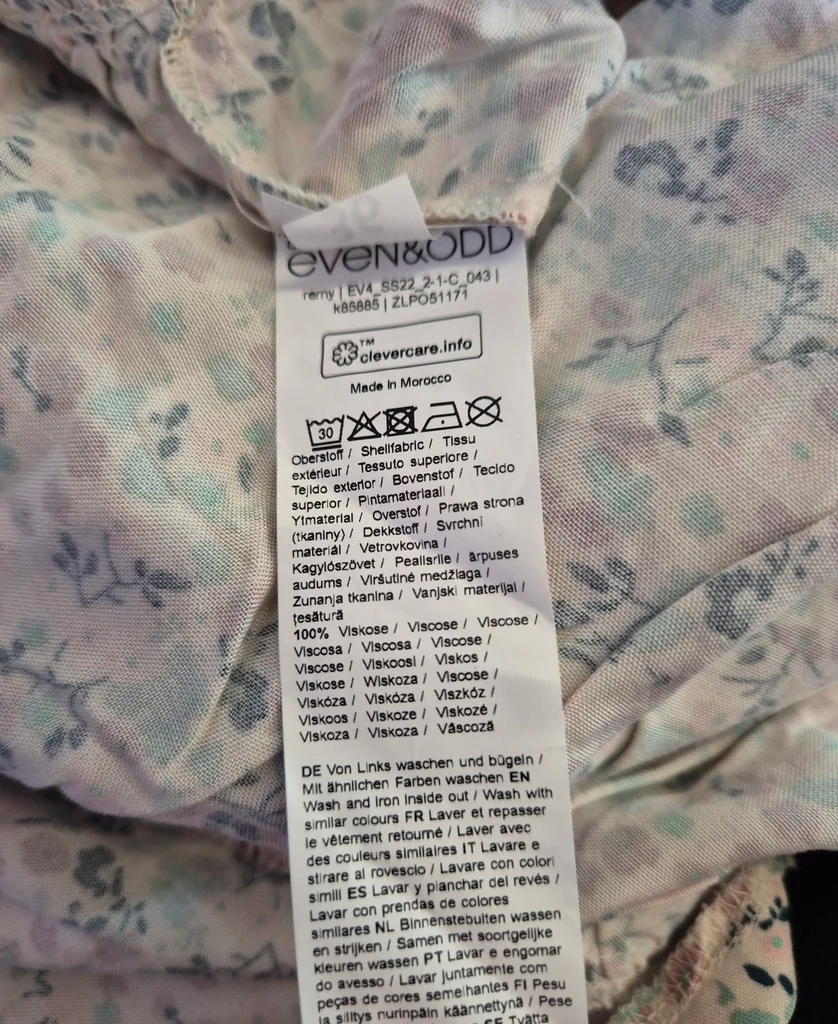 eveN&ODD
remy | EV4_SS22_2-1-C_043 |
k85885 | ZLPO51171
™
clevercare.info
Made in Morocco
30
Oberstoff / Shellfabric / Tissu
extérieur / Tessuto superiore /
Tejido exterior / Bovenstof / Tecido
superior / Pintamateriaali /
Ytmaterial / Overstof / Prawa strona
(tkaniny) / Dekkstoff / Svrchní
materiál / Vetrovkovina /
Kagylószövet / Pealisriie / ārpuses
audums / Viršutinė medžiaga /
Zunanja tkanina / Vanjski materijal /
țesătură
100% Viskose / Viscose / Viscose /
Viscosa / Viscosa / Viscose /
Viscose / Viskoosi / Viskos /
Viskose / Wiskoza / Viscose /
Viskóza / Viskóza / Viszkóz /
Viskoos / Viskoze / Viskozė /
Viskoza / Viskoza / Vâscoză
DE Von Links waschen und bügeln /
Mit ähnlichen Farben waschen EN
Wash and iron inside out / Wash with
similar colours FR Laver et repasser
le vêtement retourné / Laver avec
des couleurs similaires IT Lavare e
stirare al rovescio / Lavare con colori
simili ES Lavar y planchar del revés /
Lavar con prendas de colores
similares NL Binnenstebuiten wassen
en strijken / Samen met soortgelijke
kleuren wassen PT Lavar e engomar
do avesso / Lavar juntamente com
peças de cores semelhantes FI Pesu
ja silitys nurinpäin käännettynä / Pese
SE Tvätta